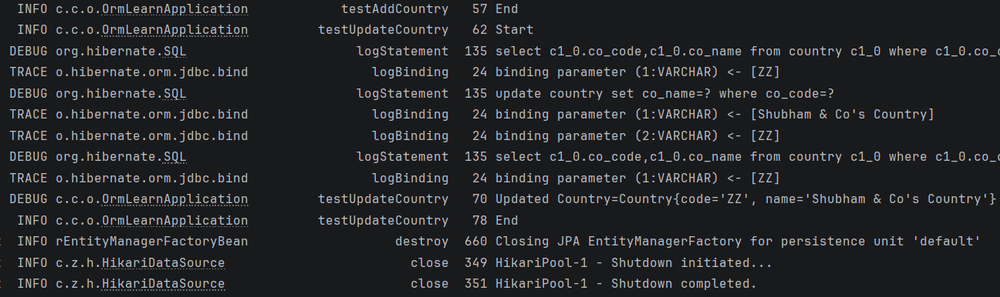 INFO c.c.o.OrmLearnApplication testAddCountry 57 End
INFO c.c.o.OrmLearnApplication testUpdateCountry 62 Start
DEBUG org.hibernate.SQL logStatement 135 select c1_0.co_code,c1_0.co_name from country c1_0 where c1_0.co_c
TRACE o.hibernate.orm.jdbc.bind logBinding 24 binding parameter (1:VARCHAR) <- [ZZ]
DEBUG org.hibernate.SQL logStatement 135 update country set co_name=? where co_code=?
TRACE o.hibernate.orm.jdbc.bind logBinding 24 binding parameter (1:VARCHAR) <- [Shubham & Co's Country]
TRACE o.hibernate.orm.jdbc.bind logBinding 24 binding parameter (2:VARCHAR) <- [ZZ]
DEBUG org.hibernate.SQL logStatement 135 select c1_0.co_code,c1_0.co_name from country c1_0 where c1_0.co_c
TRACE o.hibernate.orm.jdbc.bind logBinding 24 binding parameter (1:VARCHAR) <- [ZZ]
DEBUG c.c.o.OrmLearnApplication testUpdateCountry 70 Updated Country=Country{code='ZZ', name='Shubham & Co's Country'}
INFO c.c.o.OrmLearnApplication testUpdateCountry 78 End
INFO rEntityManagerFactoryBean destroy 660 Closing JPA EntityManagerFactory for persistence unit 'default'
INFO c.z.h.HikariDataSource close 349 HikariPool-1 - Shutdown initiated...
INFO c.z.h.HikariDataSource close 351 HikariPool-1 - Shutdown completed.